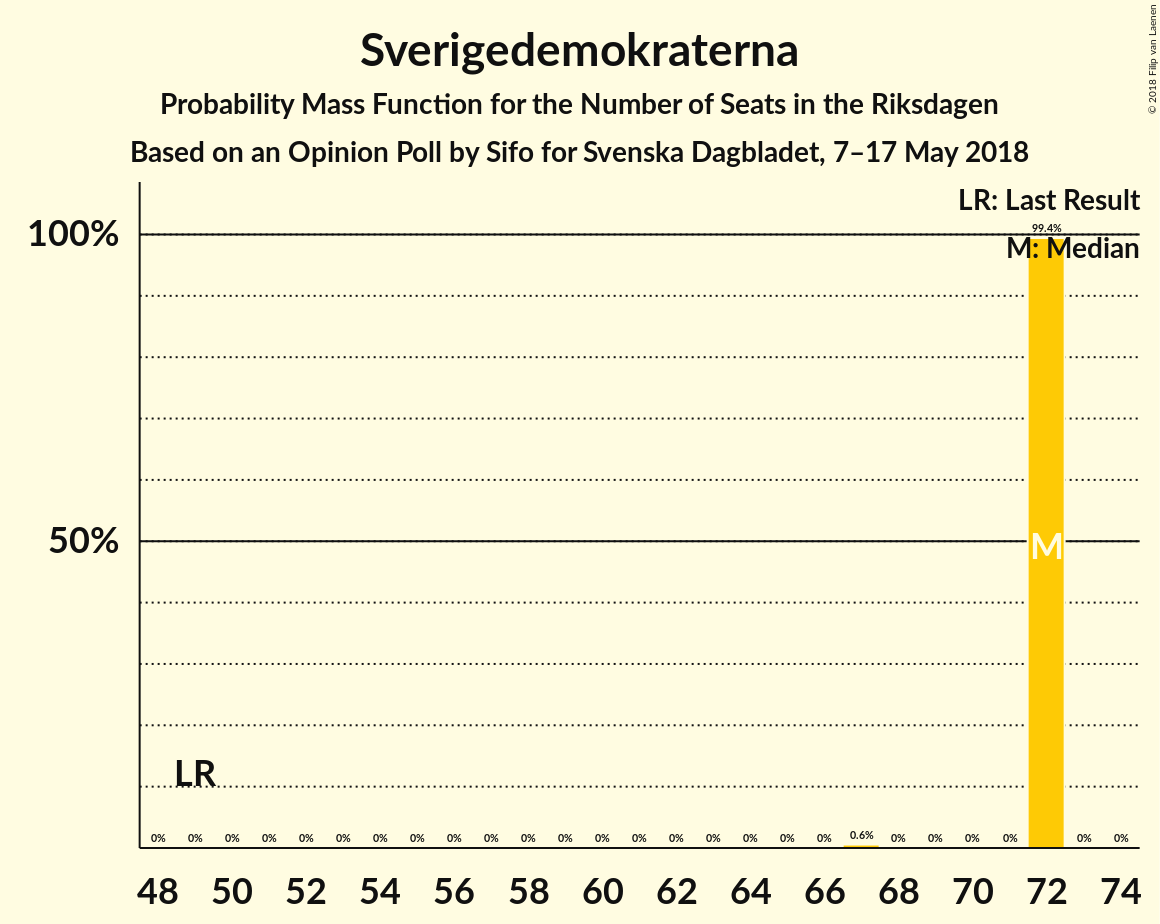 Sverigedemokraterna
Probability Mass Function for the Number of Seats in the Riksdagen
Based on an Opinion Poll by Sifo for Svenska Dagbladet, 7–17 May 2018
© 2018 Filip van Laenen
LR: Last Result
M: Median
100%
50%
99.4%
M
LR
0% 0% 0% 0% 0% 0% 0% 0% 0% 0% 0% 0% 0% 0% 0% 0% 0% 0% 0% 0.6% 0% 0% 0% 0% 0% 0%
48 50 52 54 56 58 60 62 64 66 68 70 72 74